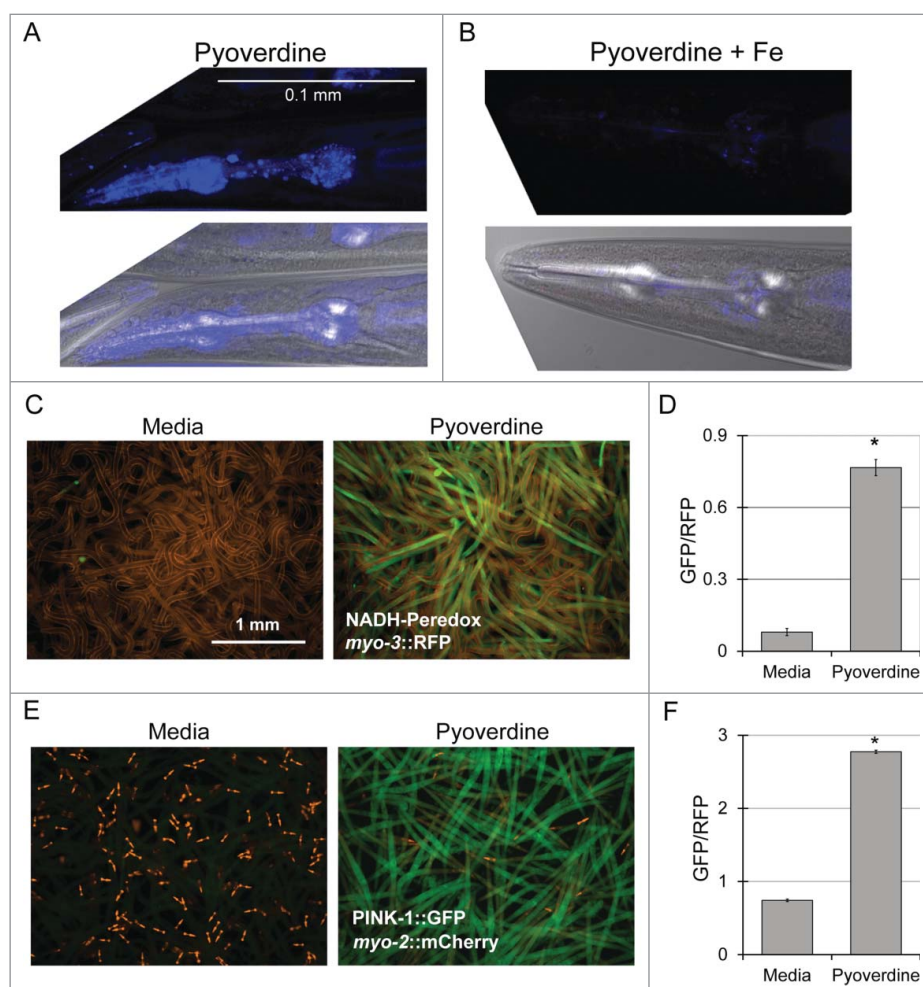 A
Pyoverdine
0.1 mm
B
Pyoverdine + Fe
C
Media
1 mm
Pyoverdine
NADH-Peredox
myo-3::RFP
D
0.9
0.6
0.3
0
GFP/RFP
*
Media
Pyoverdine
E
Media
Pyoverdine
PINK-1::GFP
myo-2::mCherry
F
3
2
1
0
GFP/RFP
*
Media
Pyoverdine